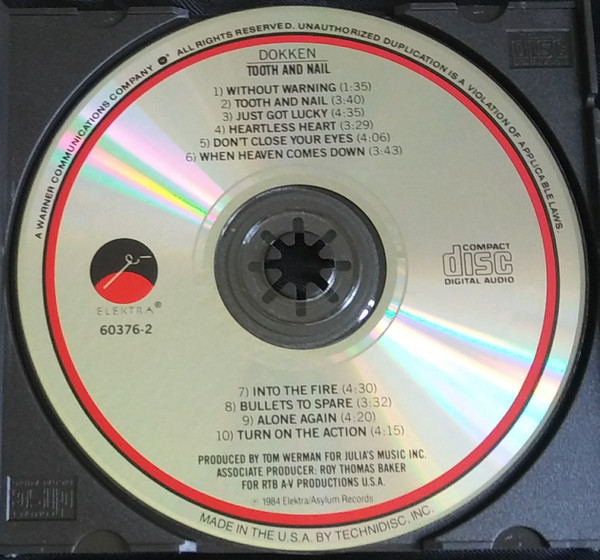 A WARNER COMMUNICATIONS COMPANY ® ALL RIGHTS RESERVED. UNAUTHORIZED DUPLICATION IS A VIOLATION OF APPLICABLE LAWS.
DOKKEN
TOOTH AND NAIL
1) WITHOUT WARNING (1:35)
2) TOOTH AND NAIL (3:40)
3) JUST GOT LUCKY (4:35)
4) HEARTLESS HEART (3:29)
5) DON'T CLOSE YOUR EYES (4:06)
6) WHEN HEAVEN COMES DOWN (3:43)
ELEKTRA®
60376-2
COMPACT
disc
DIGITAL AUDIO
7) INTO THE FIRE (4:30)
8) BULLETS TO SPARE (3:32)
9) ALONE AGAIN (4:20)
10) TURN ON THE ACTION (4:15)
PRODUCED BY TOM WERMAN FOR JULIA'S MUSIC INC.
ASSOCIATE PRODUCER: ROY THOMAS BAKER
FOR RTB A-V PRODUCTIONS U.S.A.
℗ 1984 Elektra/Asylum Records
MADE IN THE U.S.A. BY TECHNIDISC, INC.
disc
disc